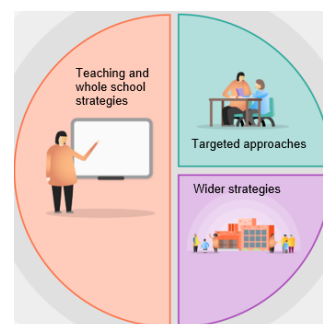 Teaching and
whole school
strategies
Targeted approaches
Wider strategies